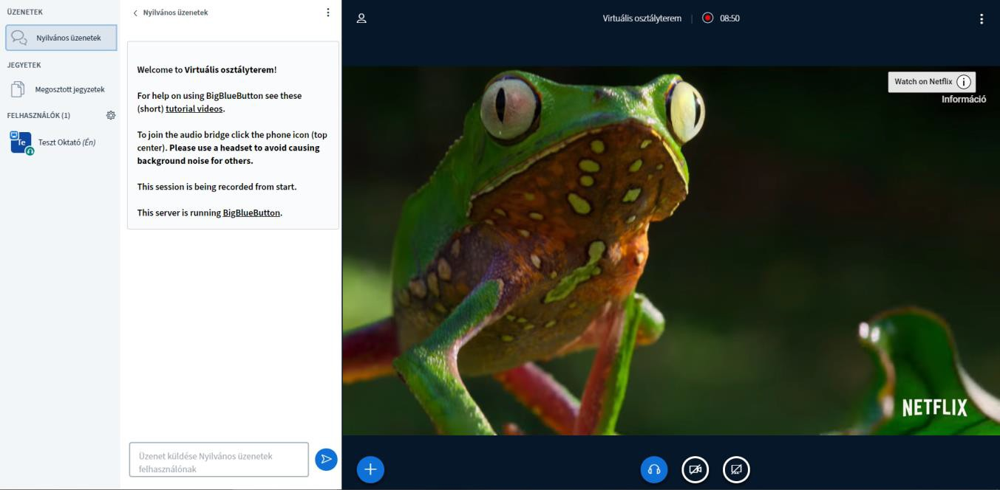 ÜZENETEK
Nyilvános üzenetek
JEGYETEK
Megosztott jegyzetek
FELHASZNÁLÓK (1)
Te
Teszt Oktató (Én)
Nyilvános üzenetek
Welcome to Virtuális osztályterem!
For help on using BigBlueButton see these
(short) tutorial videos.
To join the audio bridge click the phone icon (top
center). Please use a headset to avoid causing
background noise for others.
This session is being recorded from start.
This server is running BigBlueButton.
Üzenet küldése Nyilvános üzenetek
felhasználónak
Virtuális osztályterem
08:50
Watch on Netflix
Információ
NETFLIX